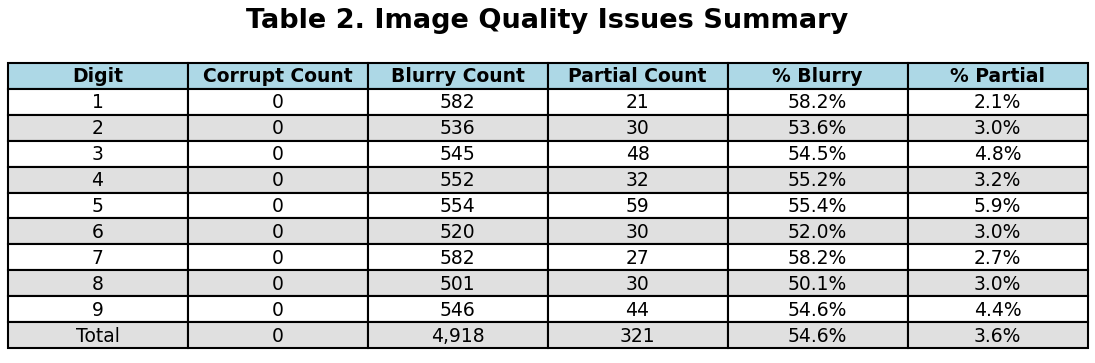 Table 2. Image Quality Issues Summary
Digit Corrupt Count Blurry Count Partial Count % Blurry % Partial
1 0 582 21 58.2% 2.1%
2 0 536 30 53.6% 3.0%
3 0 545 48 54.5% 4.8%
4 0 552 32 55.2% 3.2%
5 0 554 59 55.4% 5.9%
6 0 520 30 52.0% 3.0%
7 0 582 27 58.2% 2.7%
8 0 501 30 50.1% 3.0%
9 0 546 44 54.6% 4.4%
Total 0 4,918 321 54.6% 3.6%